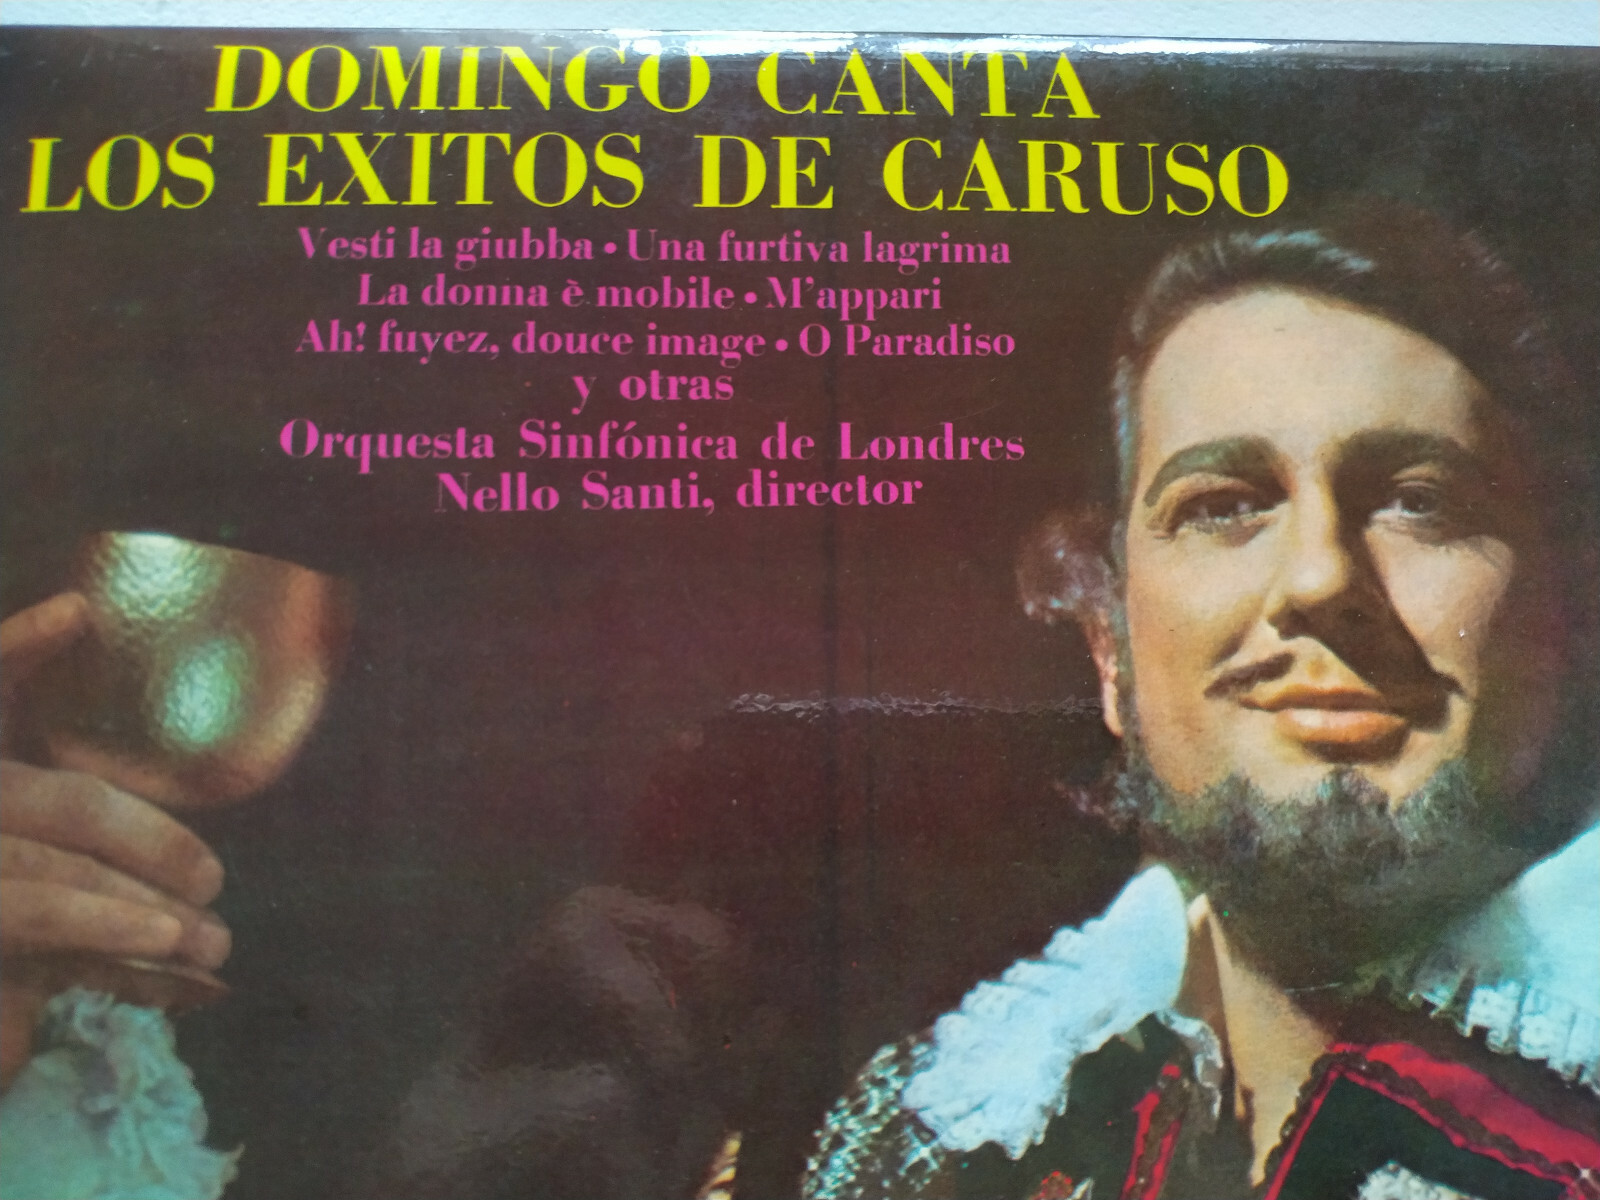 DOMINGO CANTA
LOS EXITOS DE CARUSO
Vesti la giubba • Una furtiva lagrima
La donna è mobile • M'appari
Ah! fuyez, douce image • O Paradiso
y otras
Orquesta Sinfónica de Londres
Nello Santi, director